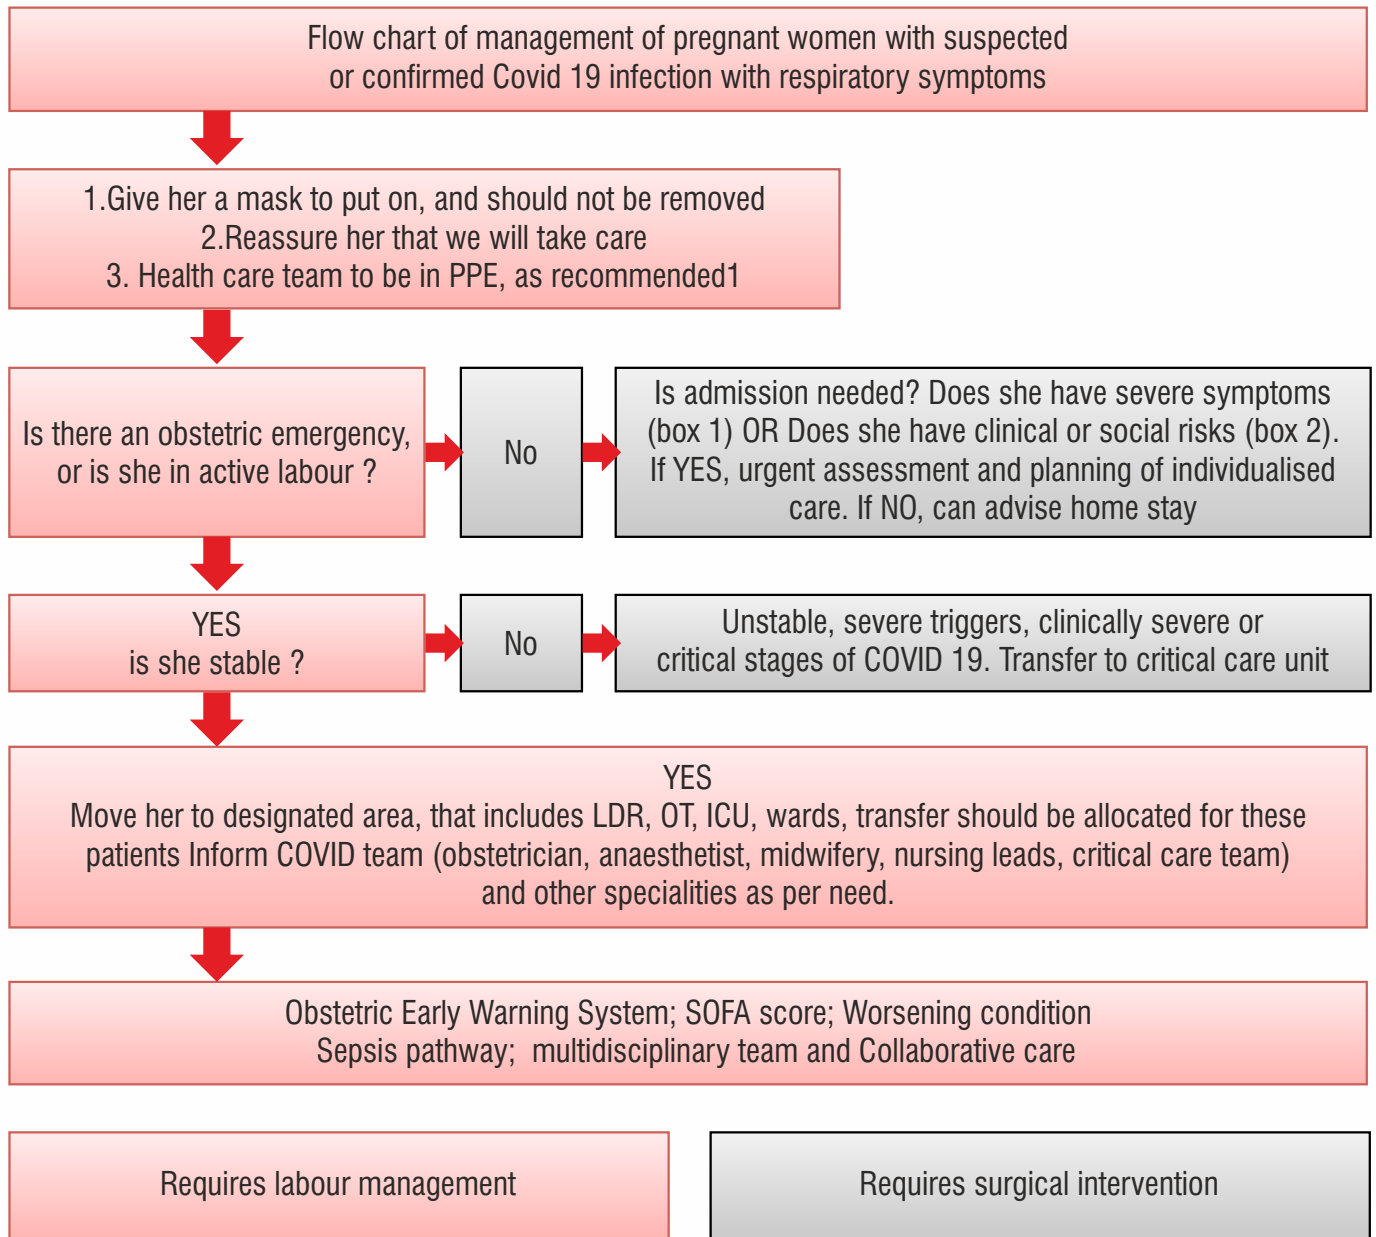 Flow chart of management of pregnant women with suspected
or confirmed Covid 19 infection with respiratory symptoms
1.Give her a mask to put on, and should not be removed
2.Reassure her that we will take care
3. Health care team to be in PPE, as recommended1
Is there an obstetric emergency,
or is she in active labour ?
No
Is admission needed? Does she have severe symptoms
(box 1) OR Does she have clinical or social risks (box 2).
If YES, urgent assessment and planning of individualised
care. If NO, can advise home stay
YES
is she stable ?
No
Unstable, severe triggers, clinically severe or
critical stages of COVID 19. Transfer to critical care unit
YES
Move her to designated area, that includes LDR, OT, ICU, wards, transfer should be allocated for these
patients Inform COVID team (obstetrician, anaesthetist, midwifery, nursing leads, critical care team)
and other specialities as per need.
Obstetric Early Warning System; SOFA score; Worsening condition
Sepsis pathway; multidisciplinary team and Collaborative care
Requires labour management
Requires surgical intervention